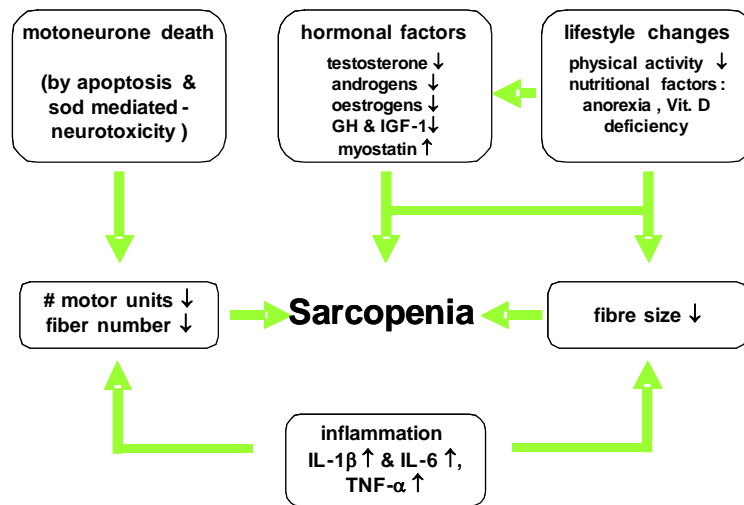 motoneurone death
(by apoptosis &
sod mediated-
neurotoxicity )
hormonal factors
testosterone ↓
androgens ↓
oestrogens ↓
GH & IGF-1↓
myostatin ↑
lifestyle changes
physical activity ↓
nutritional factors :
anorexia , Vit. D
deficiency
# motor units ↓
fiber number ↓
Sarcopenia
fibre size ↓
inflammation
IL-1β ↑ & IL-6 ↑,
TNF-α ↑